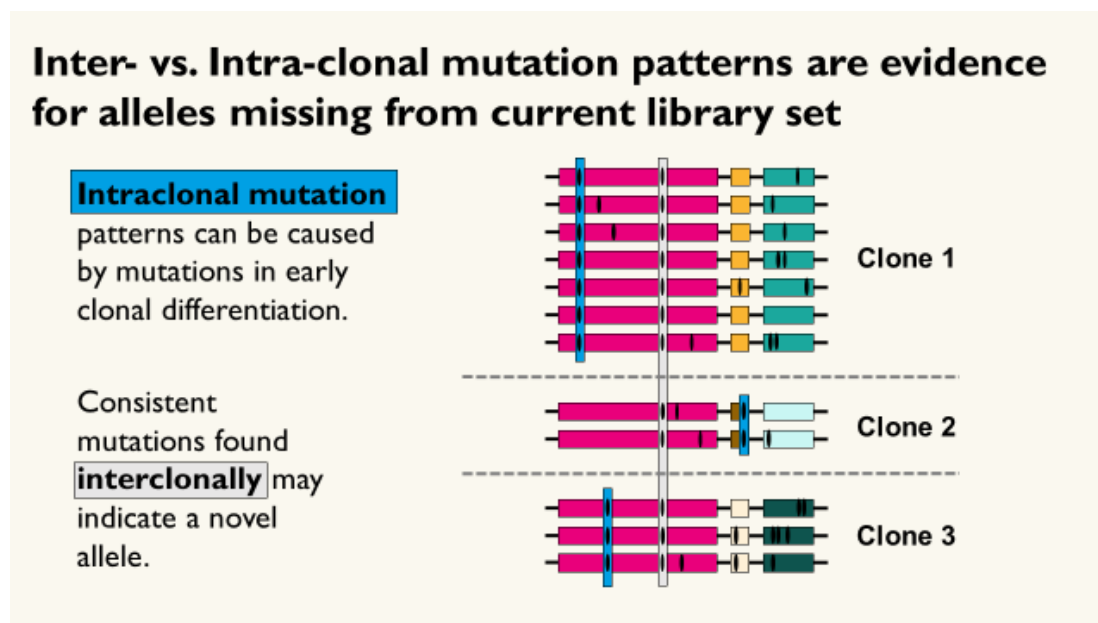 Inter- vs. Intra-clonal mutation patterns are evidence
for alleles missing from current library set
Intraclonal mutation
patterns can be caused
by mutations in early
clonal differentiation.
Clone 1
Consistent
mutations found
interclonally may
indicate a novel
allele.
Clone 2
Clone 3